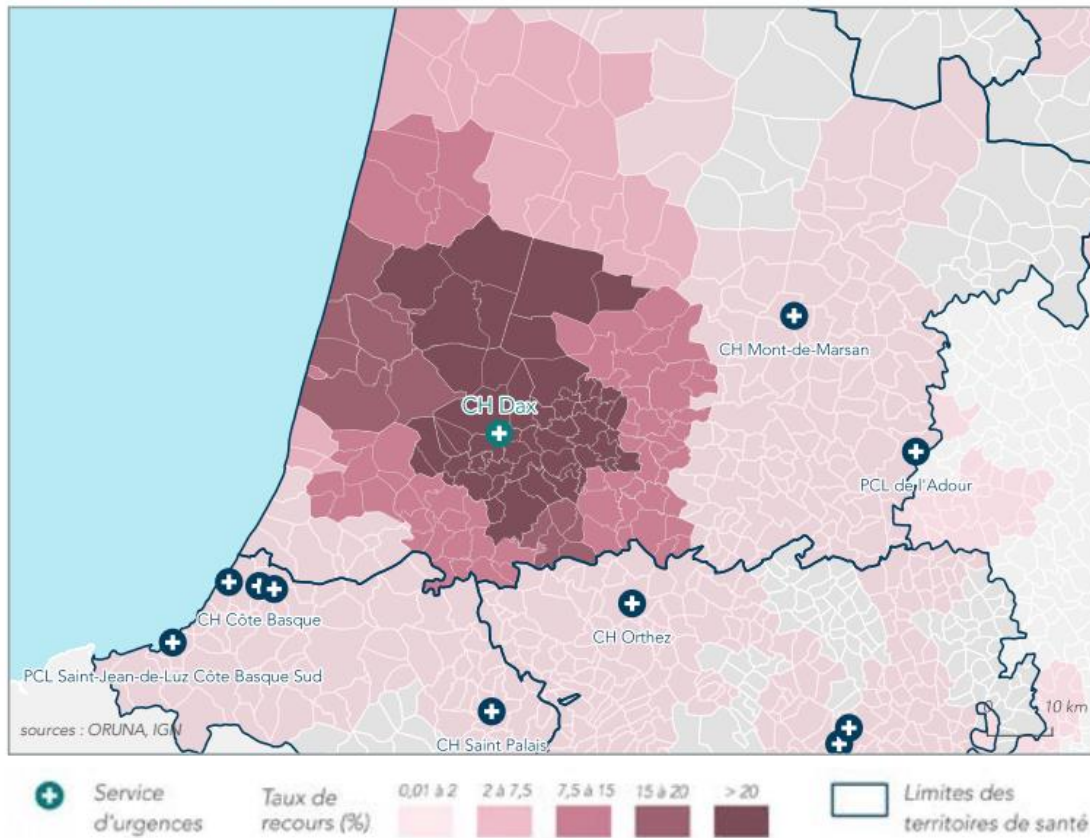 CH Mont-de-Marsan
CH Dax
PCL de l'Adour
CH Côte Basque
CH Orthez
PCL Saint-Jean-de-Luz Côte Basque Sud
sources : ORUNA, IGN
CH Saint Palais
0
10 km
Service
d'urgences
Taux de
recours (%)
0,01 à 2
2 à 7,5
7,5 à 15
15 à 20
> 20
Limites des
territoires de santé